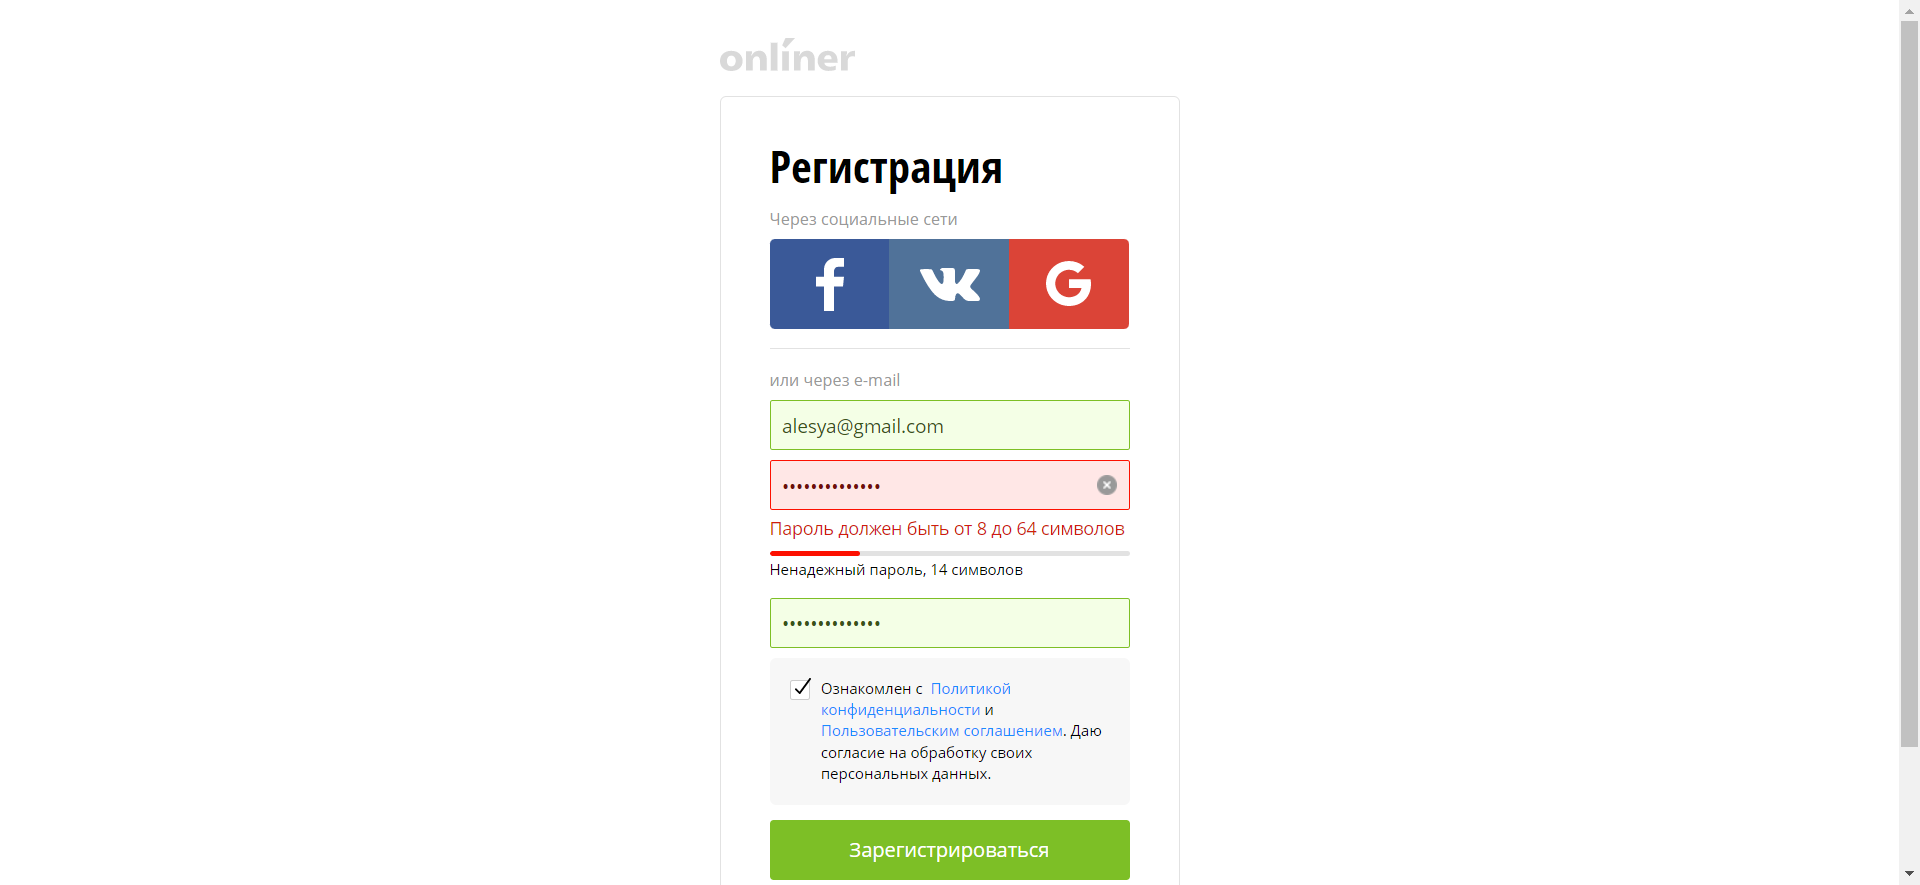 onlíner
Регистрация
Через социальные сети
или через e-mail
alesya@gmail.com
••••••••••••••
Пароль должен быть от 8 до 64 символов
Ненадежный пароль, 14 символов
••••••••••••••
Ознакомлен с Политикой
конфиденциальности и
Пользовательским соглашением. Даю
согласие на обработку своих
персональных данных.
Зарегистрироваться